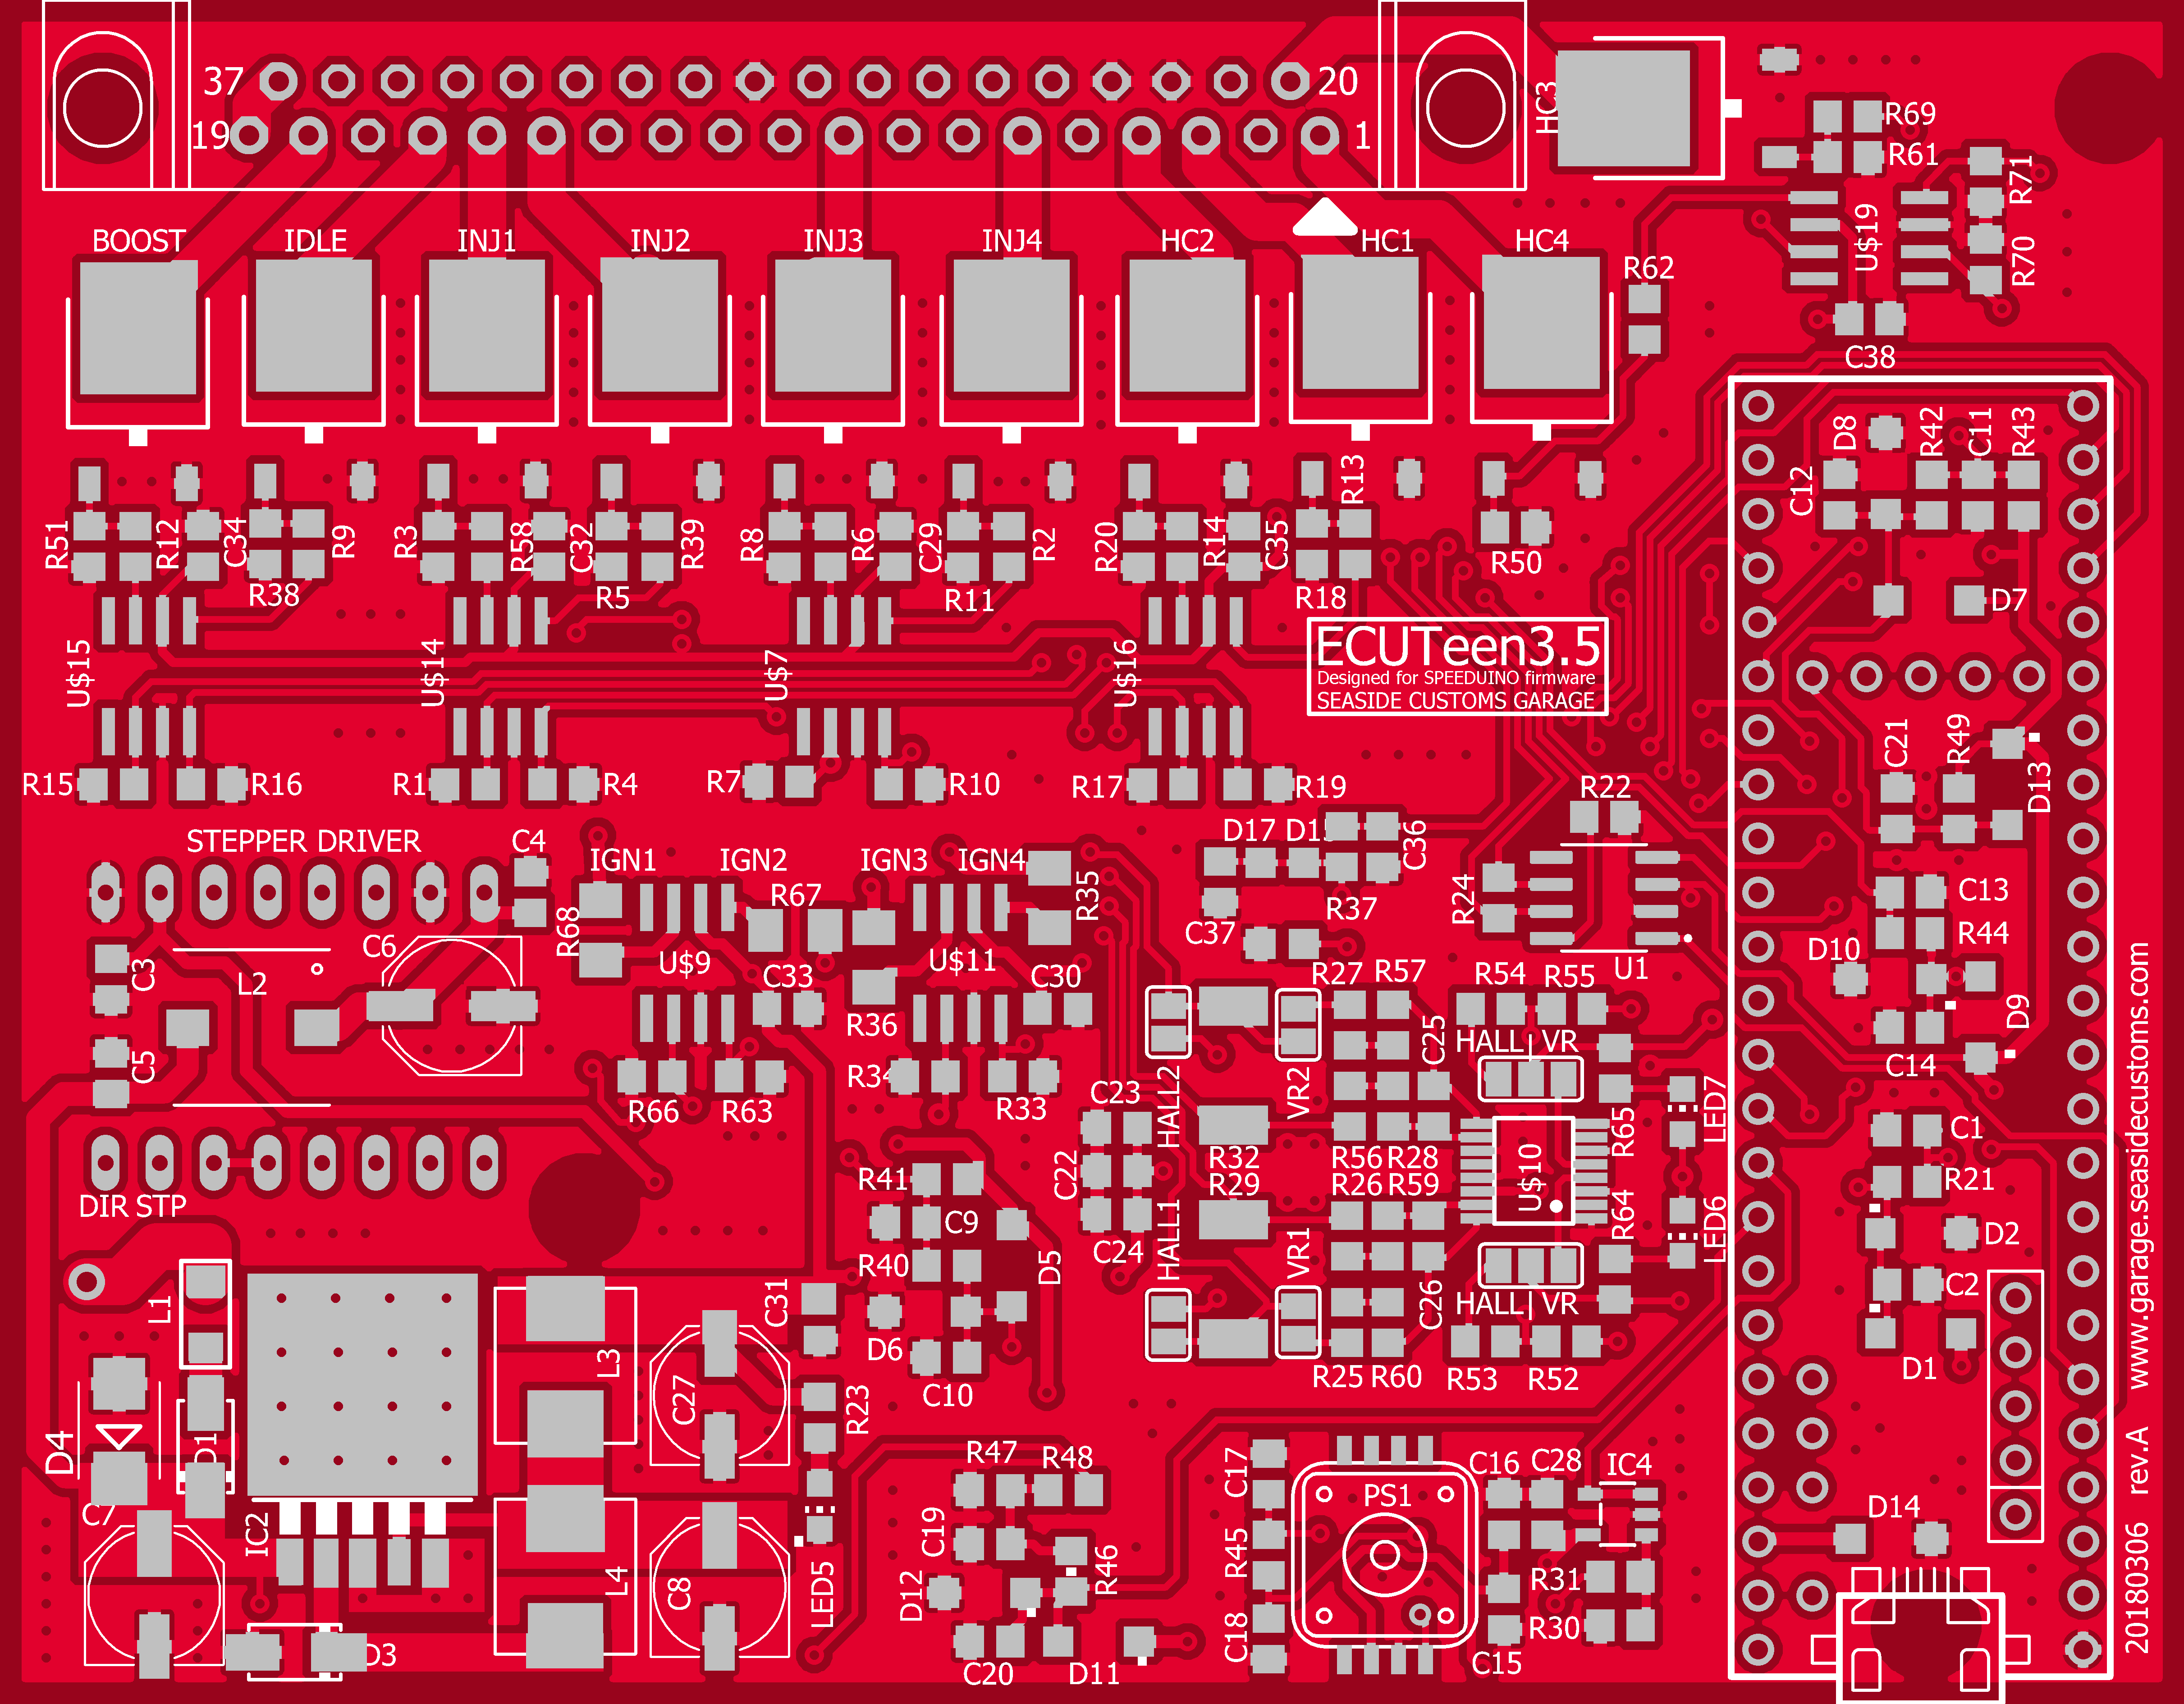 37
20
19
1
HC3
R69
R61
R71
U$19
R70
C38
BOOST
IDLE
INJ1
INJ2
INJ3
INJ4
HC2
HC1
HC4
R62
D8
R42
C11
R43
C12
R51
R12
C34
R9
R3
R58
C32
R39
R8
R6
C29
R2
R20
R14
C35
R13
R50
R38
R5
R11
R18
D7
U$15
U$14
U$7
U$16
ECUTeen3.5
Designed for SPEEDUINO firmware
SEASIDE CUSTOMS GARAGE
C21
R49
D13
R15
R16
R1
R4
R7
R10
R17
R19
R22
STEPPER DRIVER
C4
IGN1
IGN2
IGN3
IGN4
D17
C36
R67
R35
R37
R24
C13
R68
C6
C37
R44
C3
L2
U$9
U$11
U1
D10
C33
C30
R27
R57
R54
R55
R36
C25
HALL
VR
D9
C5
R34
C14
R66
R63
R33
C23
HALL2
VR2
R65
LED7
C1
R41
C22
R32
R56
R28
R29
R26
R59
U$10
R21
DIR STP
C9
C24
HALL1
VR1
R64
LED6
D2
R40
D5
L1
C31
D6
C26
HALL
VR
C2
L3
C27
R23
C10
R25
R60
R53
R52
D1
D4
D1
R47
R48
C17
C16
C28
IC4
PS1
D14
C7
IC2
C19
R45
L4
C8
LED5
D12
R46
R31
C18
R30
D3
C20
D11
C15
20180306 rev.A www.garage.seasidecustoms.com